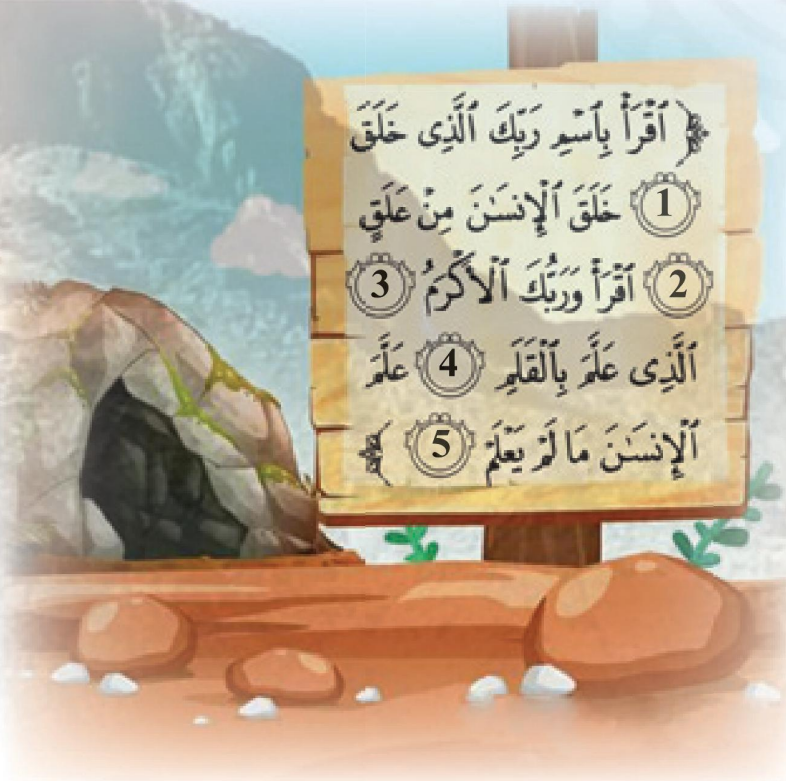 ﴿ ٱقْرَأْ بِٱسْمِ رَبِّكَ ٱلَّذِى خَلَقَ
1 خَلَقَ ٱلْإِنسَـٰنَ مِنْ عَلَقٍ
2 ٱقْرَأْ وَرَبُّكَ ٱلْأَكْرَمُ 3
ٱلَّذِى عَلَّمَ بِٱلْقَلَمِ 4 عَلَّمَ
ٱلْإِنسَـٰنَ مَا لَمْ يَعْلَمْ 5 ﴾